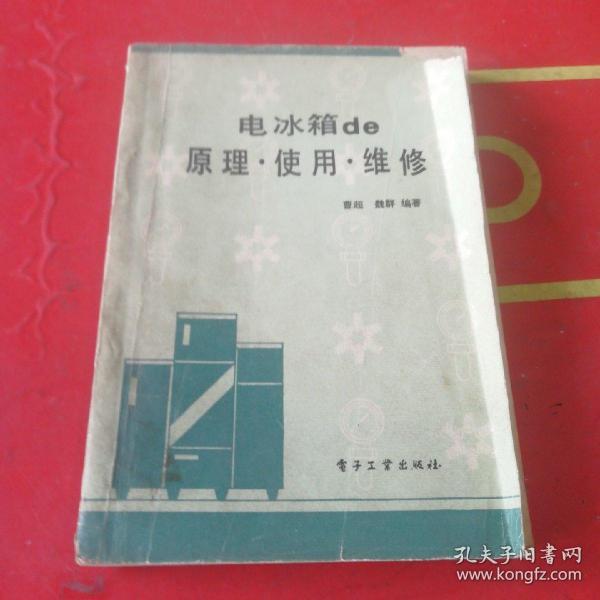 电冰箱de
原理·使用·维修
曹超 魏群 编著
電子工業出版社
孔夫子旧书网
www.kongfz.com